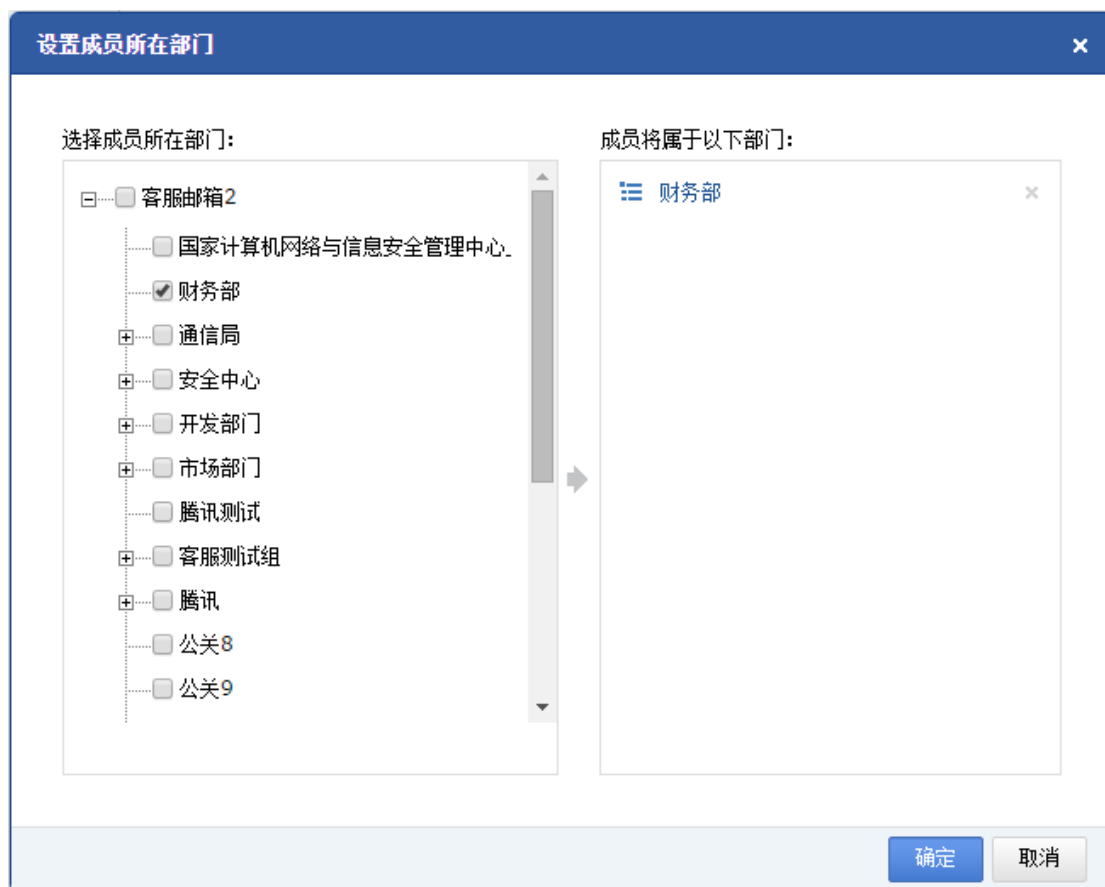 设置成员所在部门
选择成员所在部门:
客服邮箱2
国家计算机网络与信息安全管理中心_
财务部
通信局
安全中心
开发部门
市场部门
腾讯测试
客服测试组
腾讯
公关8
公关9
成员将属于以下部门:
财务部
确定
取消